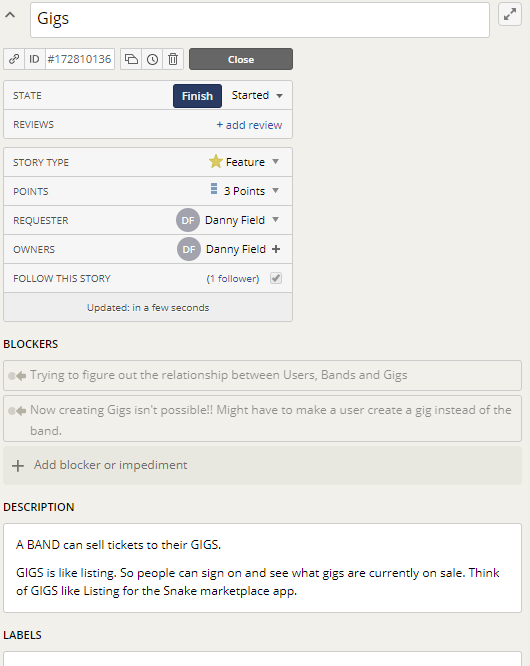 Gigs
ID #172810136 Close
STATE Finish Started
REVIEWS + add review
STORY TYPE Feature
POINTS 3 Points
REQUESTER DF Danny Field
OWNERS DF Danny Field +
FOLLOW THIS STORY (1 follower)
Updated: in a few seconds
BLOCKERS
Trying to figure out the relationship between Users, Bands and Gigs
Now creating Gigs isn't possible!! Might have to make a user create a gig instead of the
band.
+ Add blocker or impediment
DESCRIPTION
A BAND can sell tickets to their GIGS.
GIGS is like listing. So people can sign on and see what gigs are currently on sale. Think
of GIGS like Listing for the Snake marketplace app.
LABELS